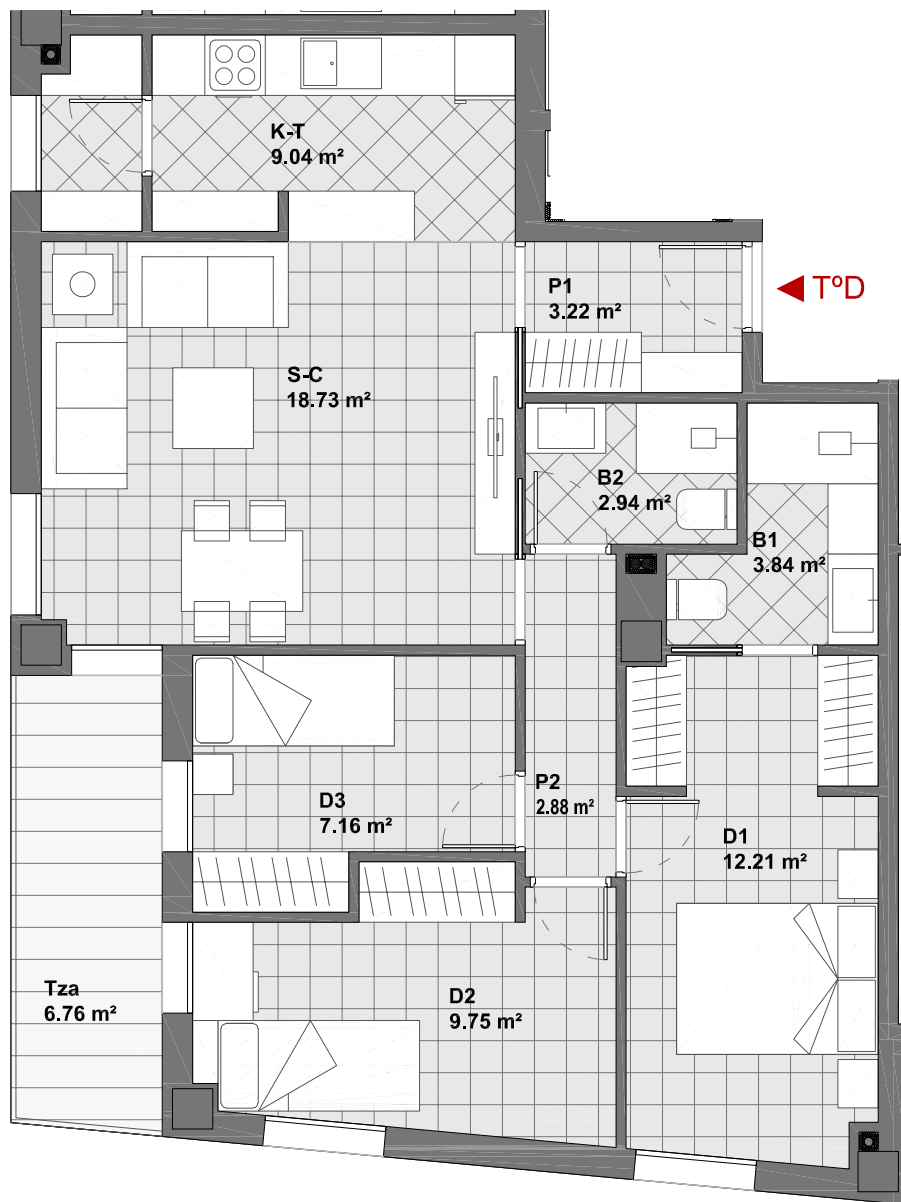 K-T
9.04 m²
P1
3.22 m²
TºD
S-C
18.73 m²
B2
2.94 m²
B1
3.84 m²
D3
7.16 m²
P2
2.88 m²
D1
12.21 m²
Tza
6.76 m²
D2
9.75 m²